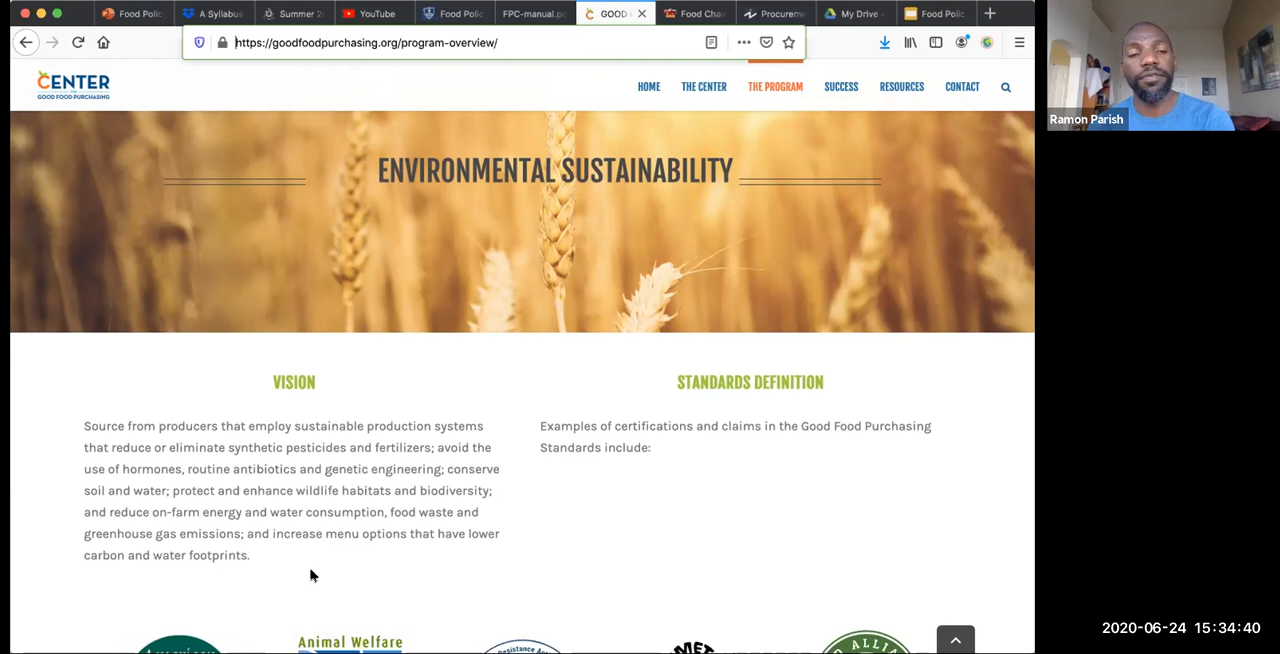 Food Polic
A Syllabus
Summer 2
YouTube
Food Polic
FPC-manual.p
GOOD
Food Chai
Procureme
My Drive -
Food Polic
https://goodfoodpurchasing.org/program-overview/
CENTER
GOOD FOOD PURCHASING
HOME THE CENTER THE PROGRAM SUCCESS RESOURCES CONTACT
Ramon Parish
ENVIRONMENTAL SUSTAINABILITY
VISION
Source from producers that employ sustainable production systems
that reduce or eliminate synthetic pesticides and fertilizers; avoid the
use of hormones, routine antibiotics and genetic engineering; conserve
soil and water; protect and enhance wildlife habitats and biodiversity;
and reduce on-farm energy and water consumption, food waste and
greenhouse gas emissions; and increase menu options that have lower
carbon and water footprints.
STANDARDS DEFINITION
Examples of certifications and claims in the Good Food Purchasing
Standards include:
Animal Welfare
2020-06-24 15:34:40